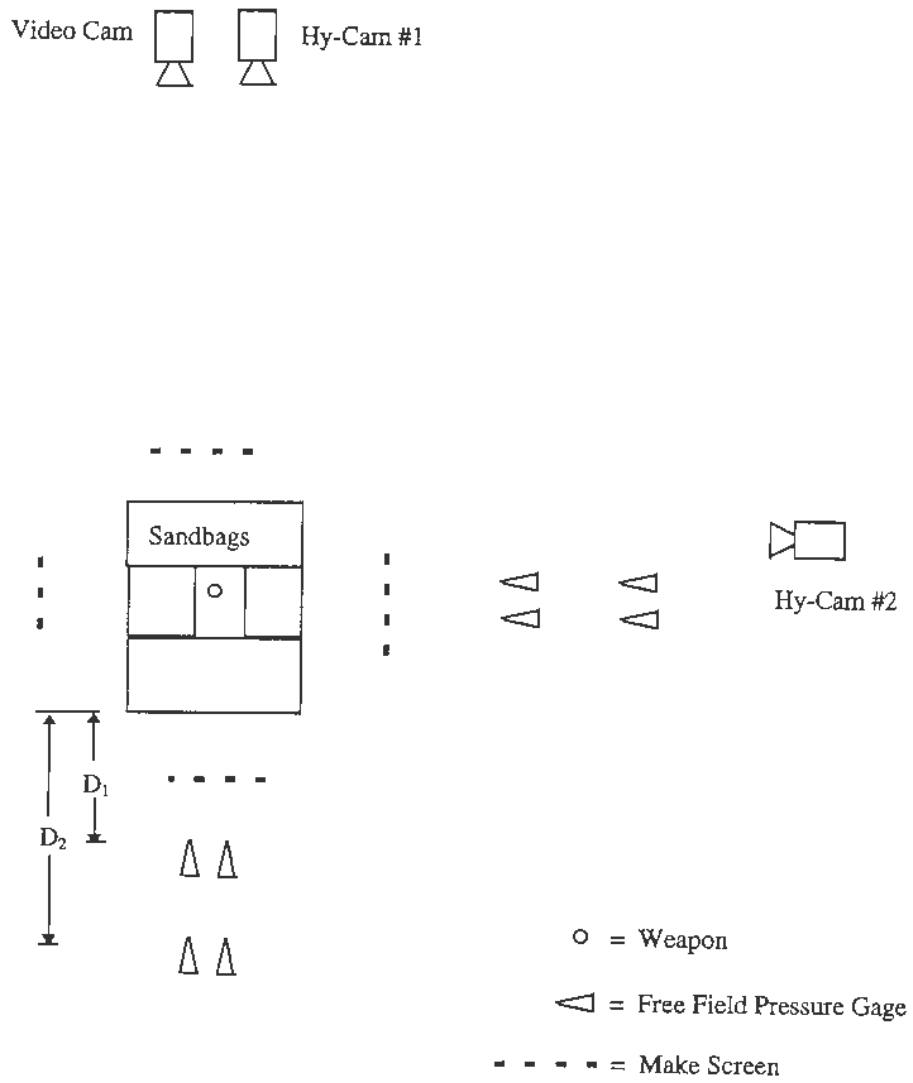 Video Cam
Hy-Cam #1
Sandbags
Hy-Cam #2
D₁
D₂
= Weapon
= Free Field Pressure Gage
= Make Screen